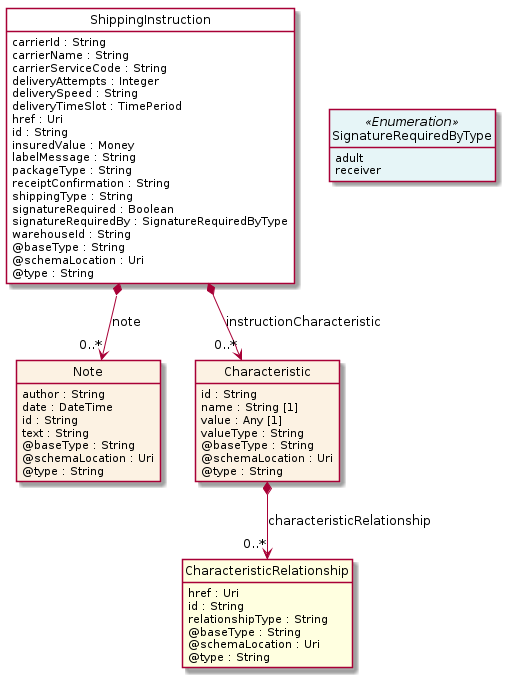 ShippingInstruction
carrierId : String
carrierName : String
carrierServiceCode : String
deliveryAttempts : Integer
deliverySpeed : String
deliveryTimeSlot : TimePeriod
href : Uri
id : String
insuredValue : Money
labelMessage : String
packageType : String
receiptConfirmation : String
shippingType : String
signatureRequired : Boolean
signatureRequiredBy : SignatureRequiredByType
warehouseId : String
@baseType : String
@schemaLocation : Uri
@type : String
«Enumeration»
SignatureRequiredByType
adult
receiver
note
instructionCharacteristic
0..*
0..*
Note
author : String
date : DateTime
id : String
text : String
@baseType : String
@schemaLocation : Uri
@type : String
Characteristic
id : String
name : String [1]
value : Any [1]
valueType : String
@baseType : String
@schemaLocation : Uri
@type : String
characteristicRelationship
0..*
CharacteristicRelationship
href : Uri
id : String
relationshipType : String
@baseType : String
@schemaLocation : Uri
@type : String